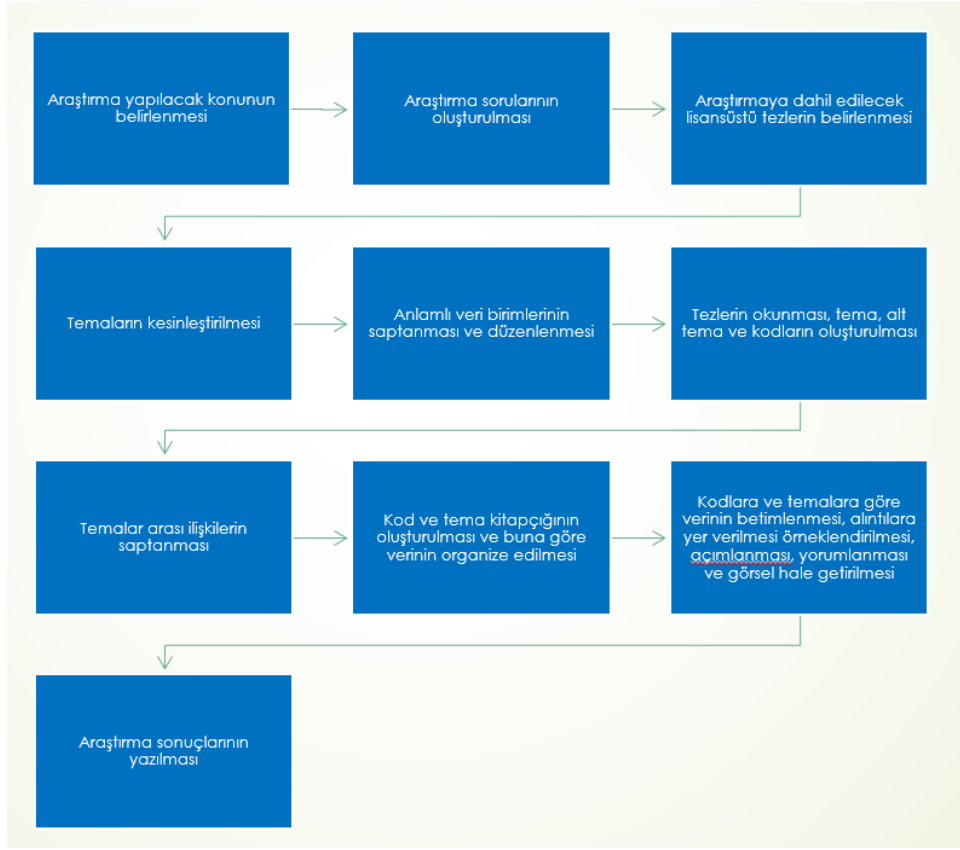 Araştırma yapılacak konunun
belirlenmesi
Araştırma sorularının
oluşturulması
Araştırmaya dahil edilecek
lisansüstü tezlerin belirlenmesi
Temaların kesinleştirilmesi
Anlamlı veri birimlerinin
saptanması ve düzenlenmesi
Tezlerin okunması, tema, alt
tema ve kodların oluşturulması
Temalar arası ilişkilerin
saptanması
Kod ve tema kitapçığının
oluşturulması ve buna göre
verinin organize edilmesi
Kodlara ve temalara göre
verinin betimlenmesi, alıntılara
yer verilmesi örneklendirilmesi,
açımlanması, yorumlanması
ve görsel hale getirilmesi
Araştırma sonuçlarının
yazılması